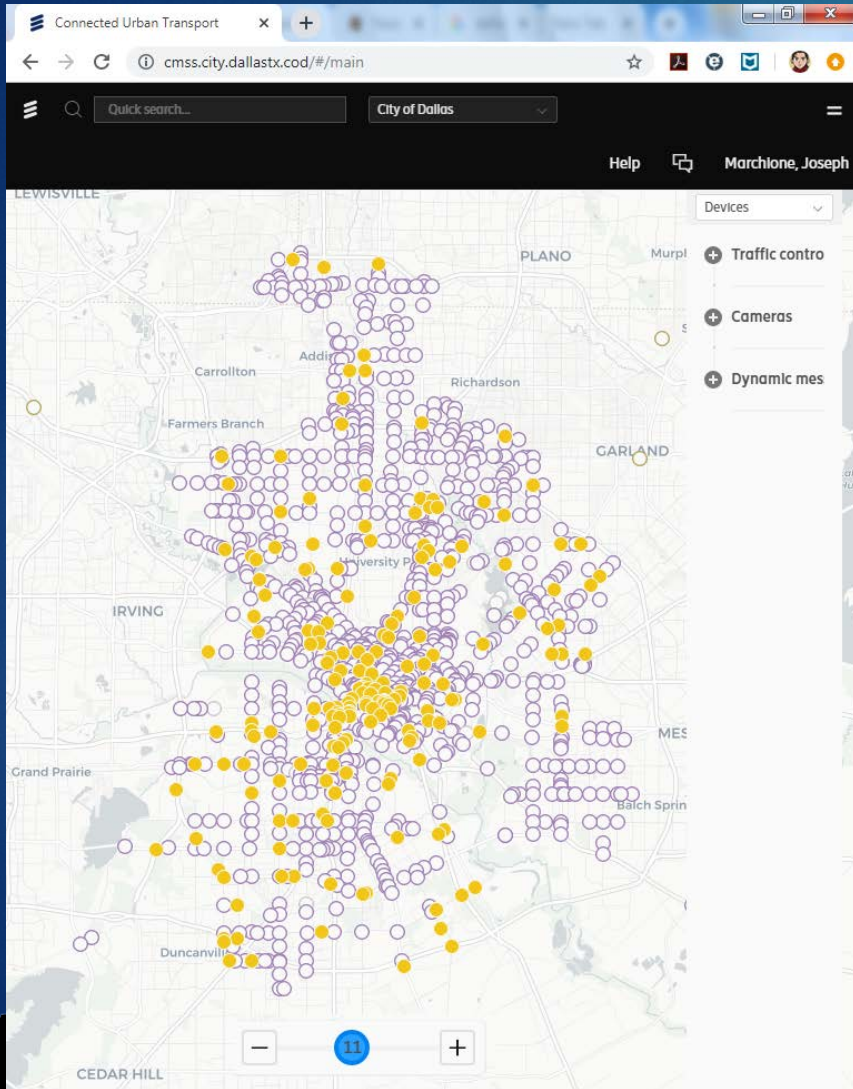 Connected Urban Transport
cmss.city.dallastx.cod/#/main
Quick search...
City of Dallas
Help
Marchione, Joseph
LEWISVILLE
Devices
PLANO
Murpl
Traffic contro
Cameras
Addi
Carrollton
Richardson
Dynamic mes
Farmers Branch
GARLAND
University P
IRVING
MES
Grand Prairie
Balch Sprin
Duncanvil
11
CEDAR HILL